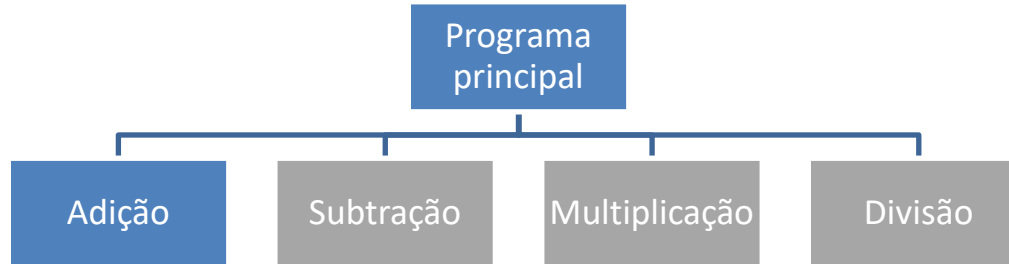 Programa
principal
Adição
Subtração
Multiplicação
Divisão